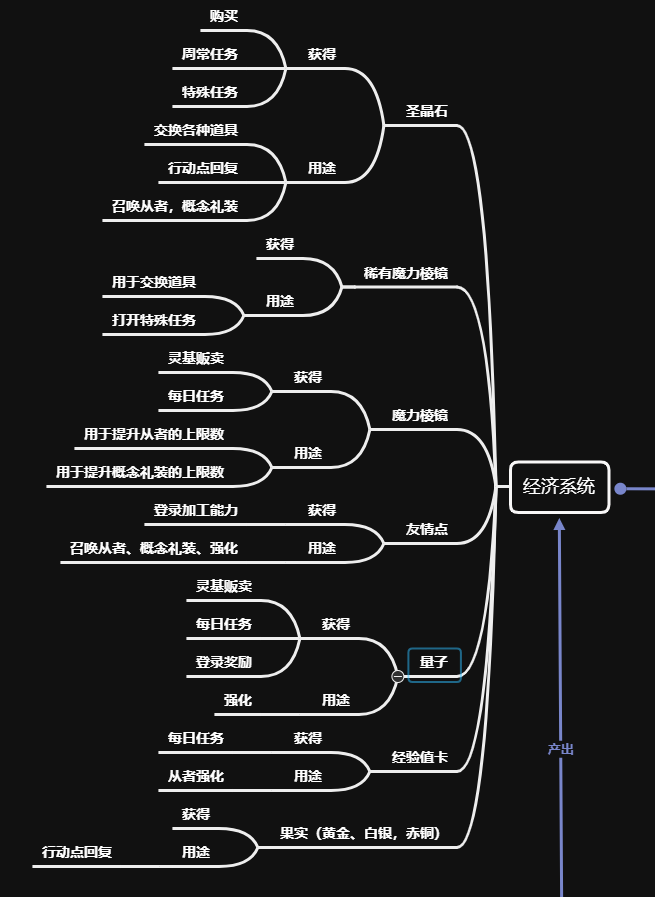 购买
获得
周常任务
特殊任务
圣晶石
交换各种道具
行动点回复
用途
召唤从者，概念礼装
获得
稀有魔力棱镜
用于交换道具
用途
打开特殊任务
灵基贩卖
获得
每日任务
魔力棱镜
用于提升从者的上限数
用途
用于提升概念礼装的上限数
经济系统
登录加工能力
获得
友情点
召唤从者、概念礼装、强化
用途
灵基贩卖
每日任务
获得
登录奖励
量子
强化
用途
每日任务
获得
产出
经验值卡
从者强化
用途
获得
果实（黄金、白银，赤铜）
行动点回复
用途